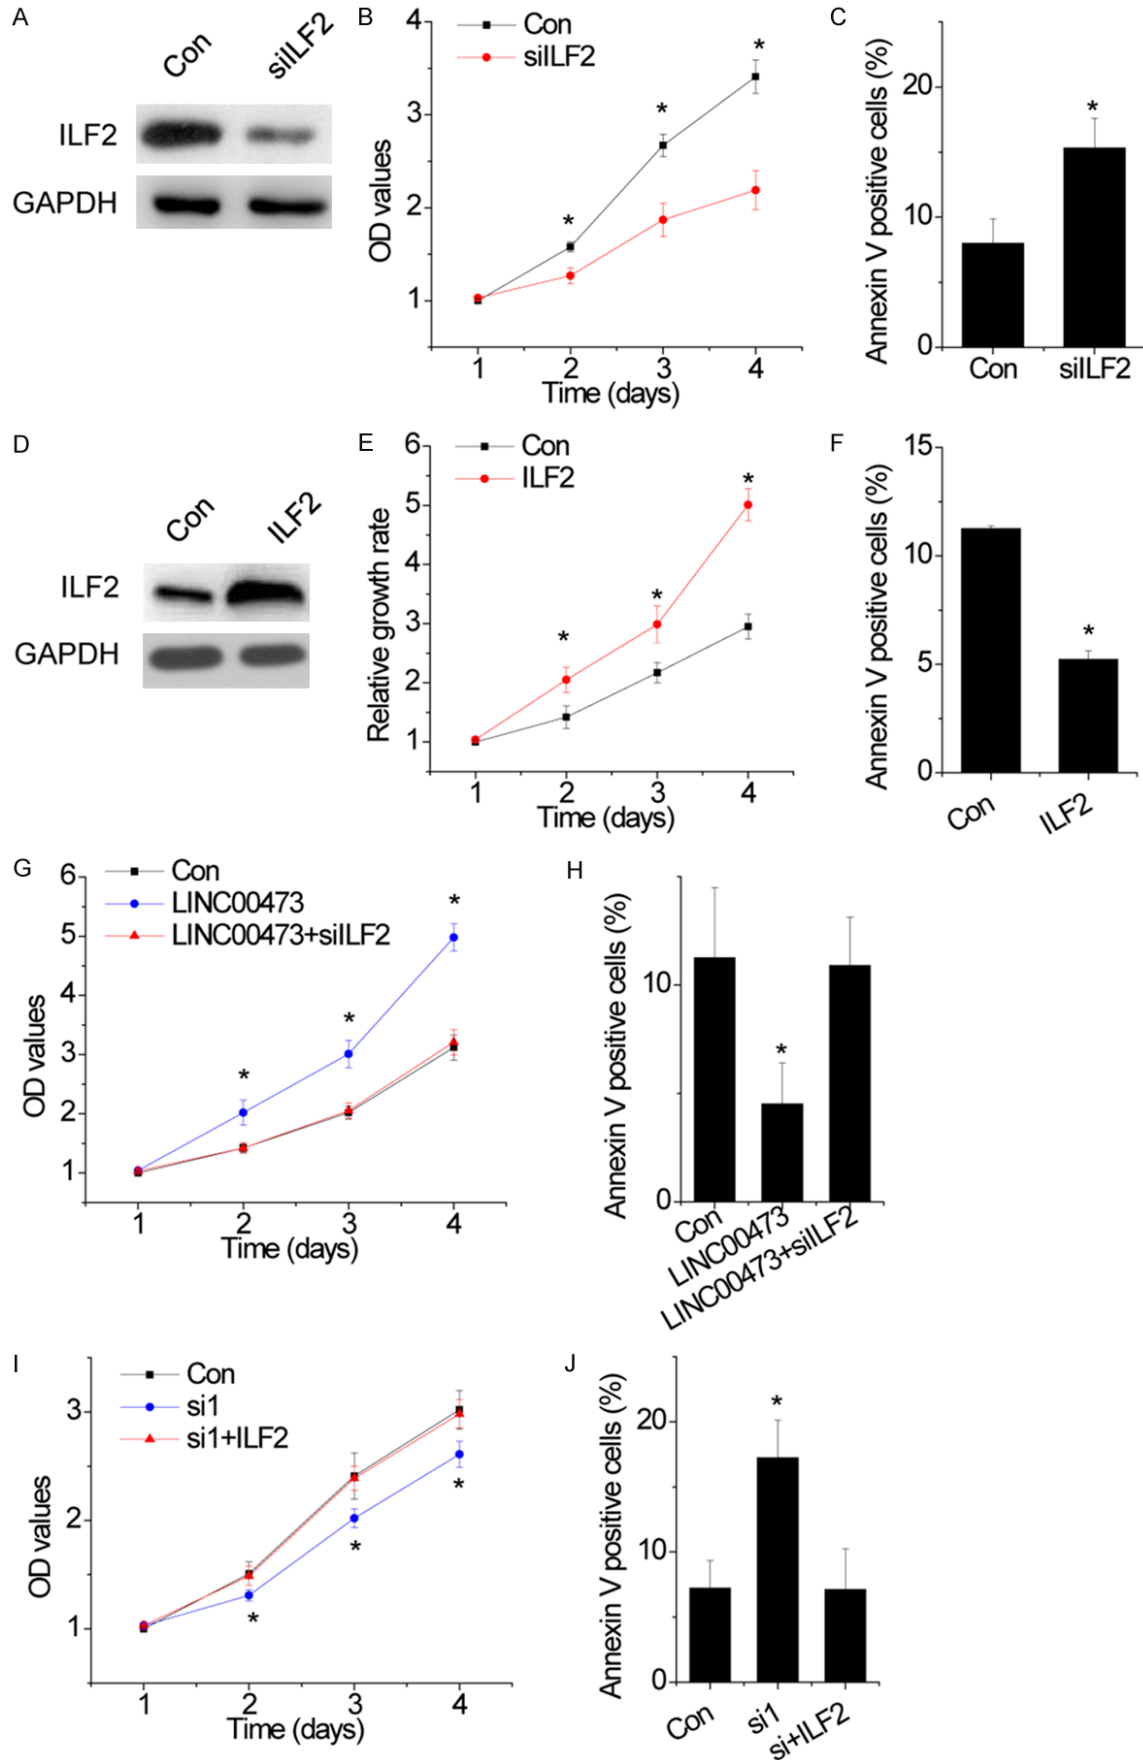 A
Con
siILF2
ILF2
GAPDH
B
Con
siILF2
4
3
2
1
OD values
* * *
1 2 3 4
Time (days)
C
Annexin V positive cells (%)
20
10
0
*
Con siILF2
D
Con
ILF2
ILF2
GAPDH
E
Con
ILF2
6
5
4
3
2
1
Relative growth rate
* * *
1 2 3 4
Time (days)
F
Annexin V positive cells (%)
15
10
5
0
*
Con
ILF2
G
Con
LINC00473
LINC00473+siILF2
6
5
4
3
2
1
OD values
* * *
1 2 3 4
Time (days)
H
Annexin V positive cells (%)
10
0
*
Con
LINC00473
LINC00473+siILF2
I
Con
si1
si1+ILF2
3
2
1
OD values
* * *
1 2 3 4
Time (days)
J
Annexin V positive cells (%)
20
10
0
*
Con
si1
si+ILF2